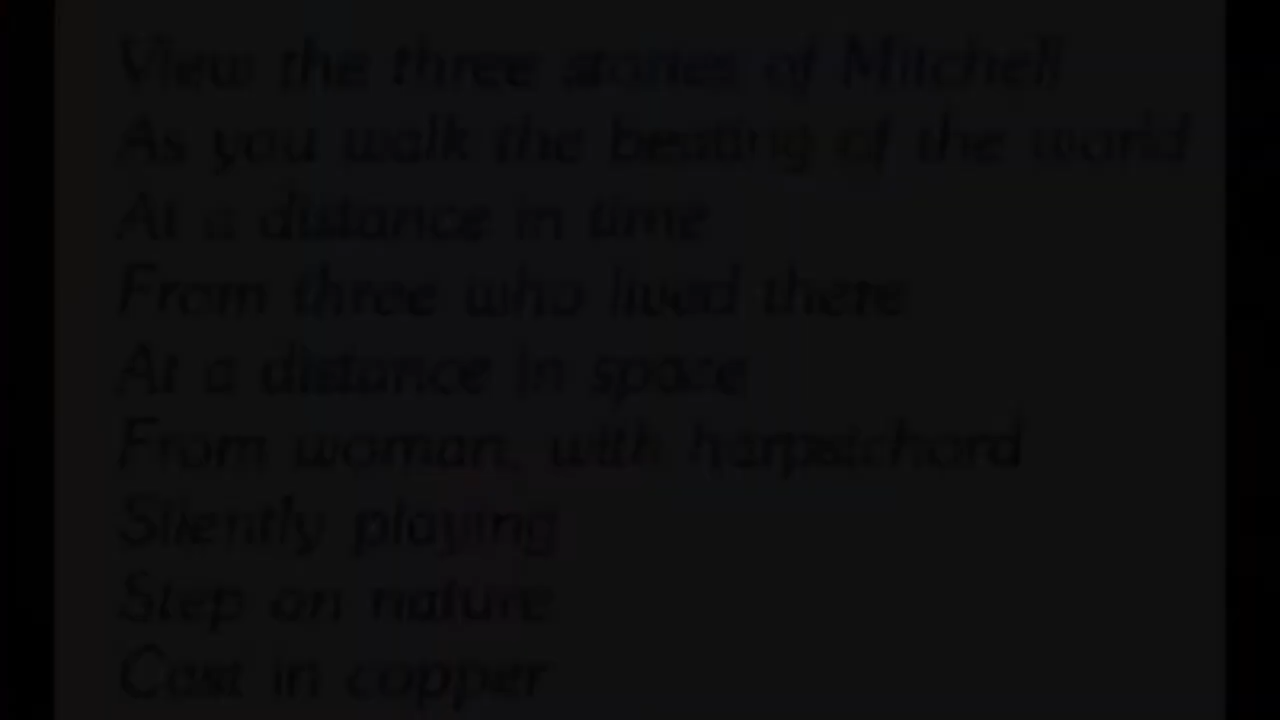 View the three stories of Mitchell
As you walk the beating of the world
At a distance in time
From three who lived there
At a distance in space
From woman, with harpsichord
Silently playing
Step on nature
Cast in copper